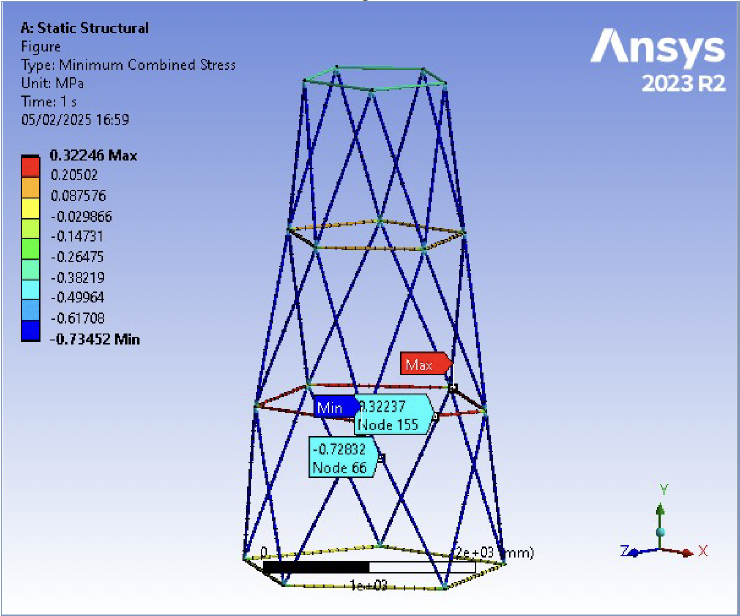 A: Static Structural
Figure
Type: Minimum Combined Stress
Unit: MPa
Time: 1 s
05/02/2025 16:59
Ansys
2023 R2
0.32246 Max
0.20502
0.087576
-0.029866
-0.14731
-0.26475
-0.38219
-0.49964
-0.61708
-0.73452 Min
Max
Min
0.32237
Node 155
-0.72832
Node 66
0
2e+03 (mm)
1e+03
Y
Z
X